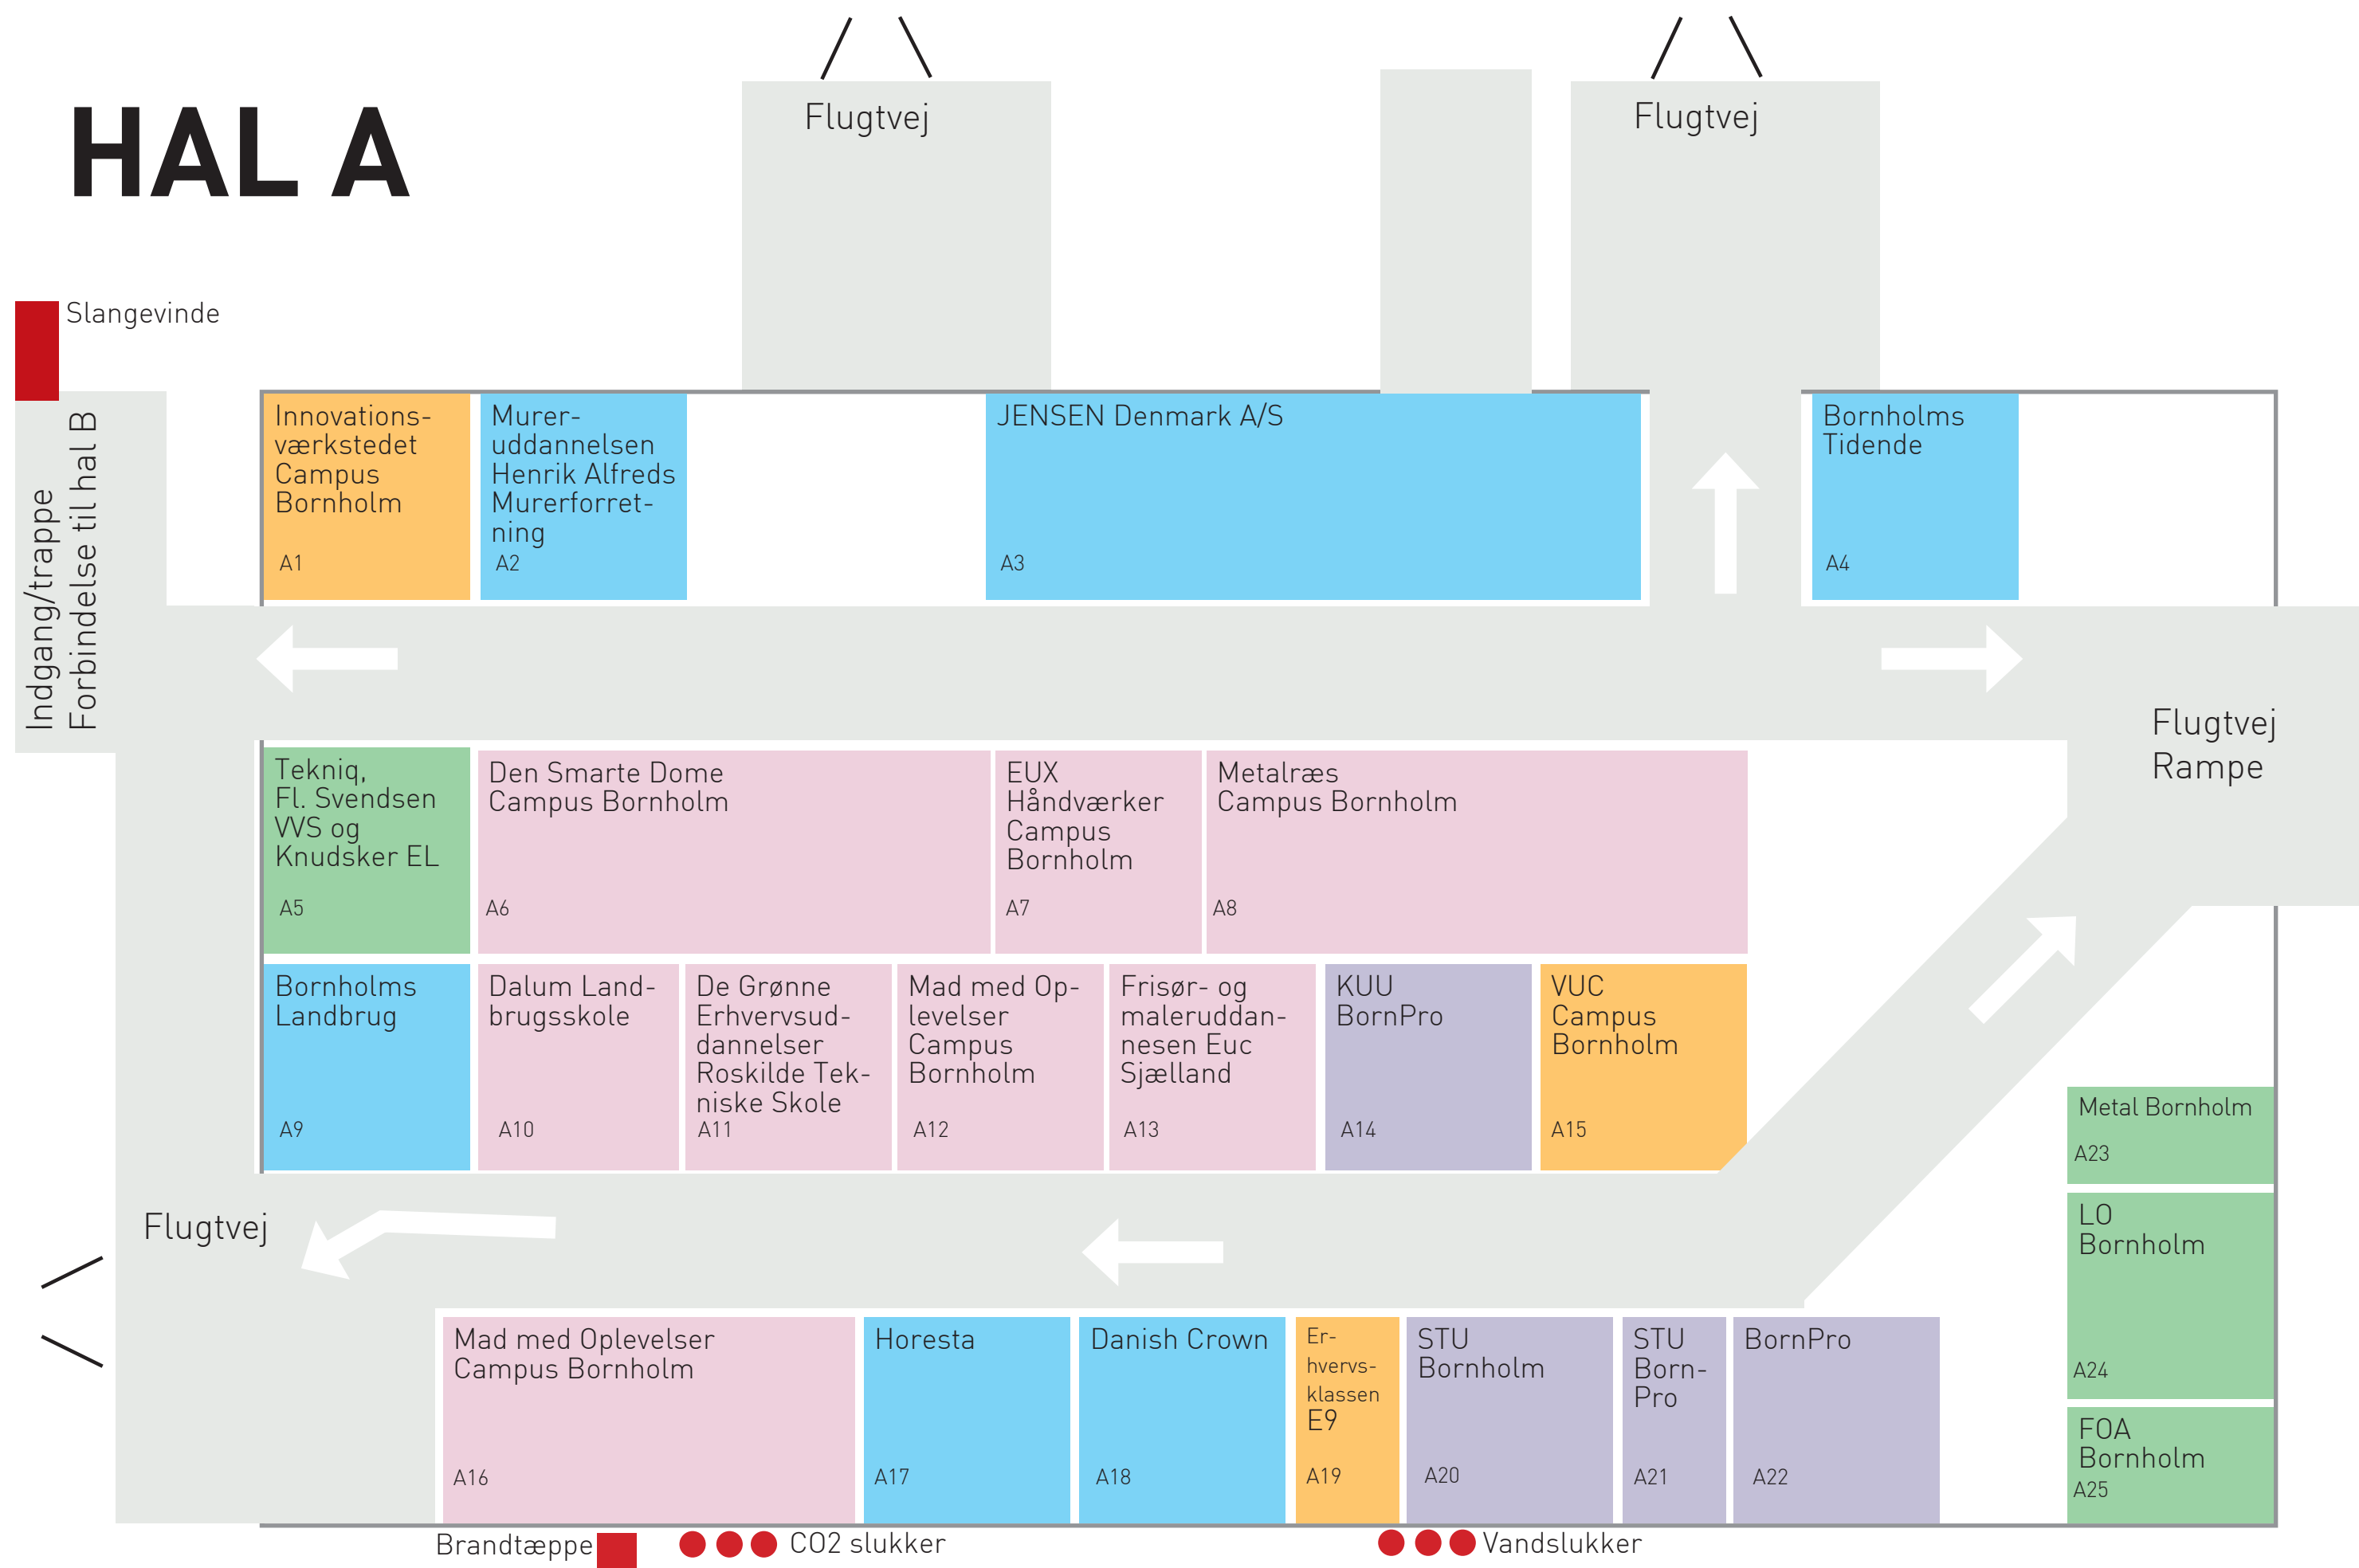 HAL A
Flugtvej
Flugtvej
Slangevinde
Indgang/trappe
Forbindelse til hal B
Innovations-
værkstedet
Campus
Bornholm
A1
Murer-
uddannelsen
Henrik Alfreds
Murerforret-
ning
A2
JENSEN Denmark A/S
A3
Bornholms
Tidende
A4
Flugtvej
Rampe
Tekniq,
Fl. Svendsen
VVS og
Knudsker EL
A5
Den Smarte Dome
Campus Bornholm
A6
EUX
Håndværker
Campus
Bornholm
A7
Metalræs
Campus Bornholm
A8
Bornholms
Landbrug
A9
Dalum Land-
brugsskole
A10
De Grønne
Erhvervsud-
dannelser
Roskilde Tek-
niske Skole
A11
Mad med Op-
levelser
Campus
Bornholm
A12
Frisør- og
maleruddan-
nesen Euc
Sjælland
A13
KUU
BornPro
A14
VUC
Campus
Bornholm
A15
Metal Bornholm
A23
LO
Bornholm
A24
FOA
Bornholm
A25
Flugtvej
Mad med Oplevelser
Campus Bornholm
A16
Horesta
A17
Danish Crown
A18
Er-
hvervs-
klassen
E9
A19
STU
Bornholm
A20
STU
Born-
Pro
A21
BornPro
A22
Brandtæppe
CO2 slukker
Vandslukker